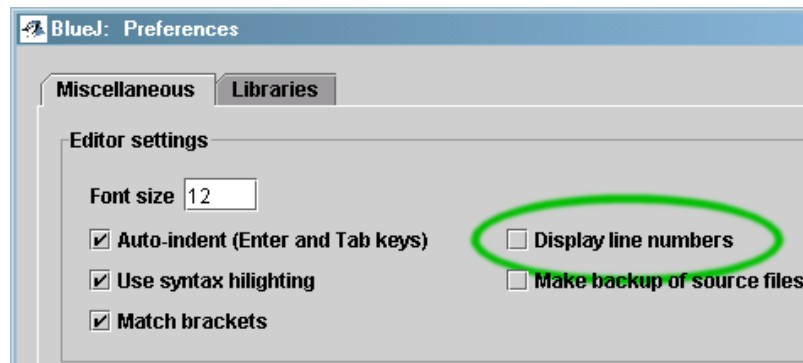 BlueJ: Preferences
Miscellaneous Libraries
Editor settings
Font size 12
Auto-indent (Enter and Tab keys) Display line numbers
Use syntax hilighting Make backup of source files
Match brackets